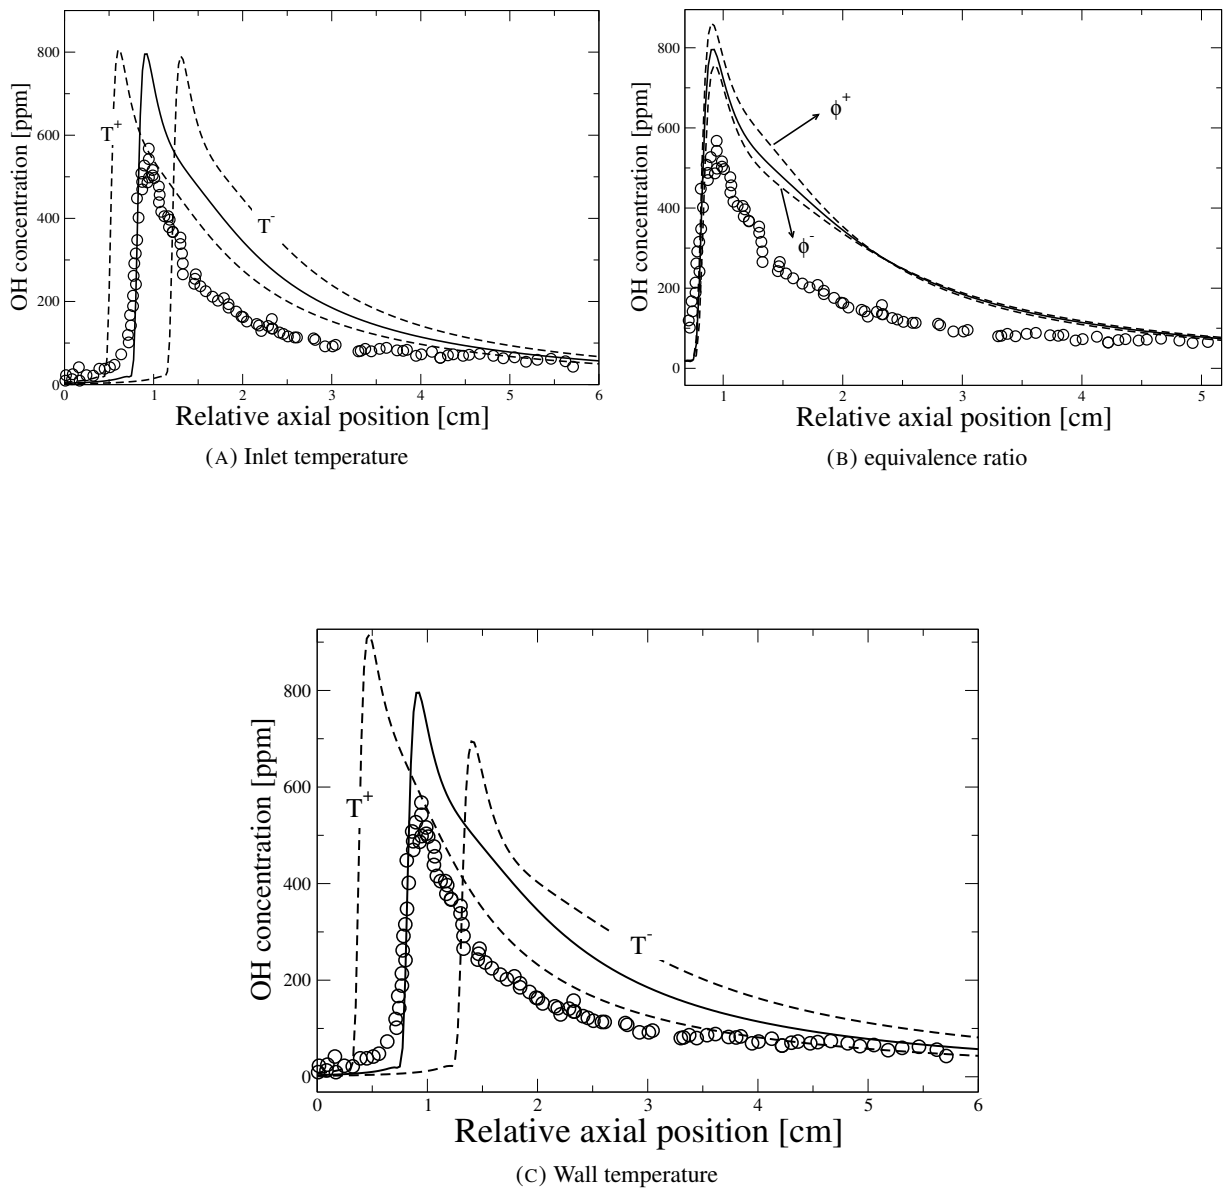 OH concentration [ppm]
800
600
400
200
0
T+
T-
0 1 2 3 4 5 6
Relative axial position [cm]
(A) Inlet temperature
OH concentration [ppm]
800
600
400
200
0
ϕ+
ϕ-
1 2 3 4 5
Relative axial position [cm]
(B) equivalence ratio
OH concentration [ppm]
800
600
400
200
0
T+
T-
0 1 2 3 4 5 6
Relative axial position [cm]
(C) Wall temperature